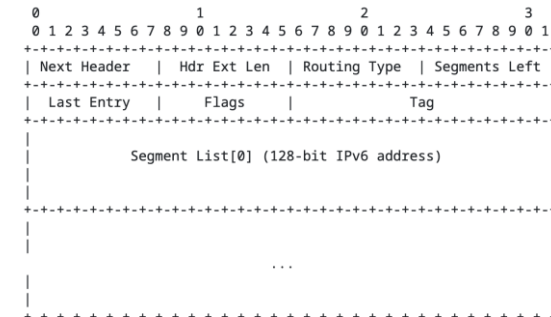 0                   1                   2                   3
0 1 2 3 4 5 6 7 8 9 0 1 2 3 4 5 6 7 8 9 0 1 2 3 4 5 6 7 8 9 0 1
+-+-+-+-+-+-+-+-+-+-+-+-+-+-+-+-+-+-+-+-+-+-+-+-+-+-+-+-+-+-+-+-
| Next Header   |  Hdr Ext Len  | Routing Type  | Segments Left
+-+-+-+-+-+-+-+-+-+-+-+-+-+-+-+-+-+-+-+-+-+-+-+-+-+-+-+-+-+-+-+-
|  Last Entry   |     Flags     |              Tag
+-+-+-+-+-+-+-+-+-+-+-+-+-+-+-+-+-+-+-+-+-+-+-+-+-+-+-+-+-+-+-+-
|
|            Segment List[0] (128-bit IPv6 address)
|
|
+-+-+-+-+-+-+-+-+-+-+-+-+-+-+-+-+-+-+-+-+-+-+-+-+-+-+-+-+-+-+-+-
|
|
...
|
|